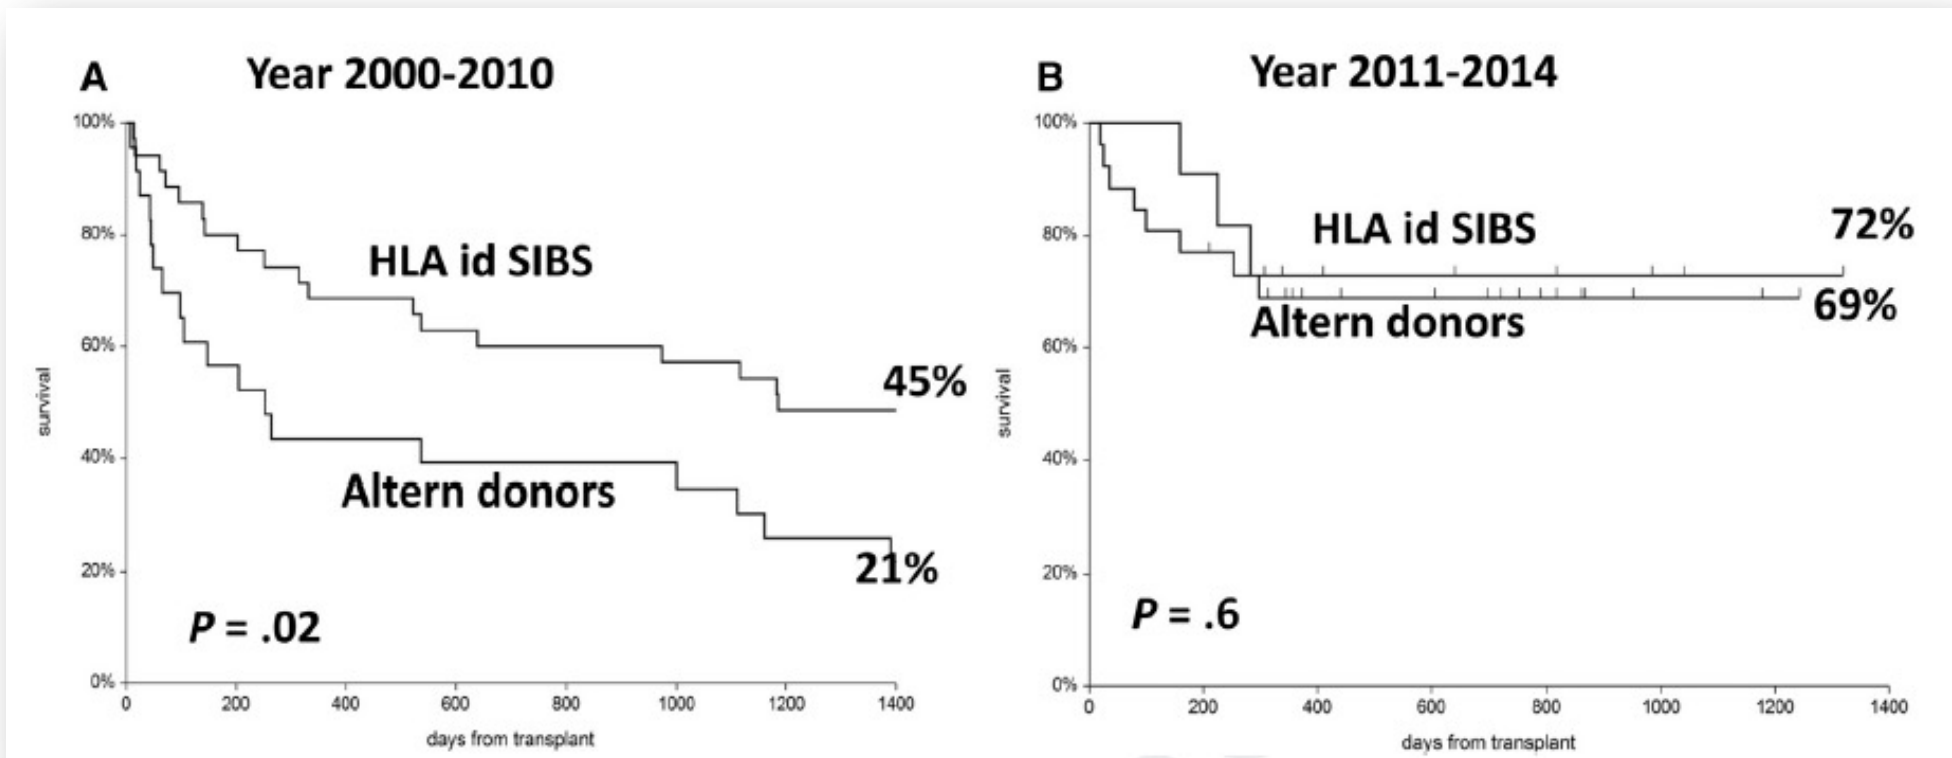 A
Year 2000-2010
100%
80%
60%
40%
20%
0%
survival
HLA id SIBS
45%
Altern donors
21%
P = .02
0 200 400 600 800 1000 1200 1400
days from transplant
B
Year 2011-2014
100%
80%
60%
40%
20%
0%
survival
HLA id SIBS
72%
69%
Altern donors
P = .6
0 200 400 600 800 1000 1200 1400
days from transplant